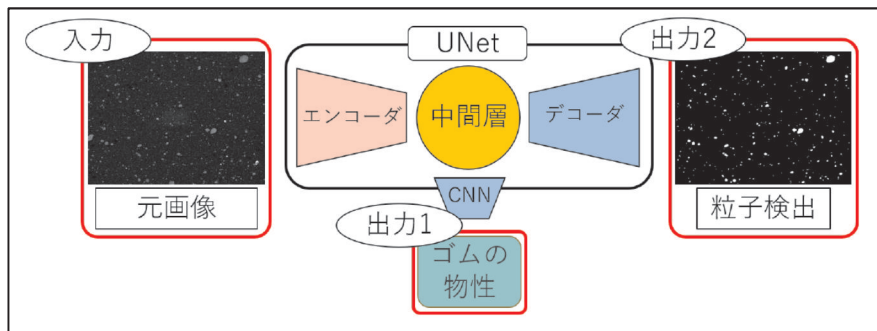 入力
元画像
UNet
エンコーダ
中間層
デコーダ
CNN
出力1
ゴムの
物性
出力2
粒子検出